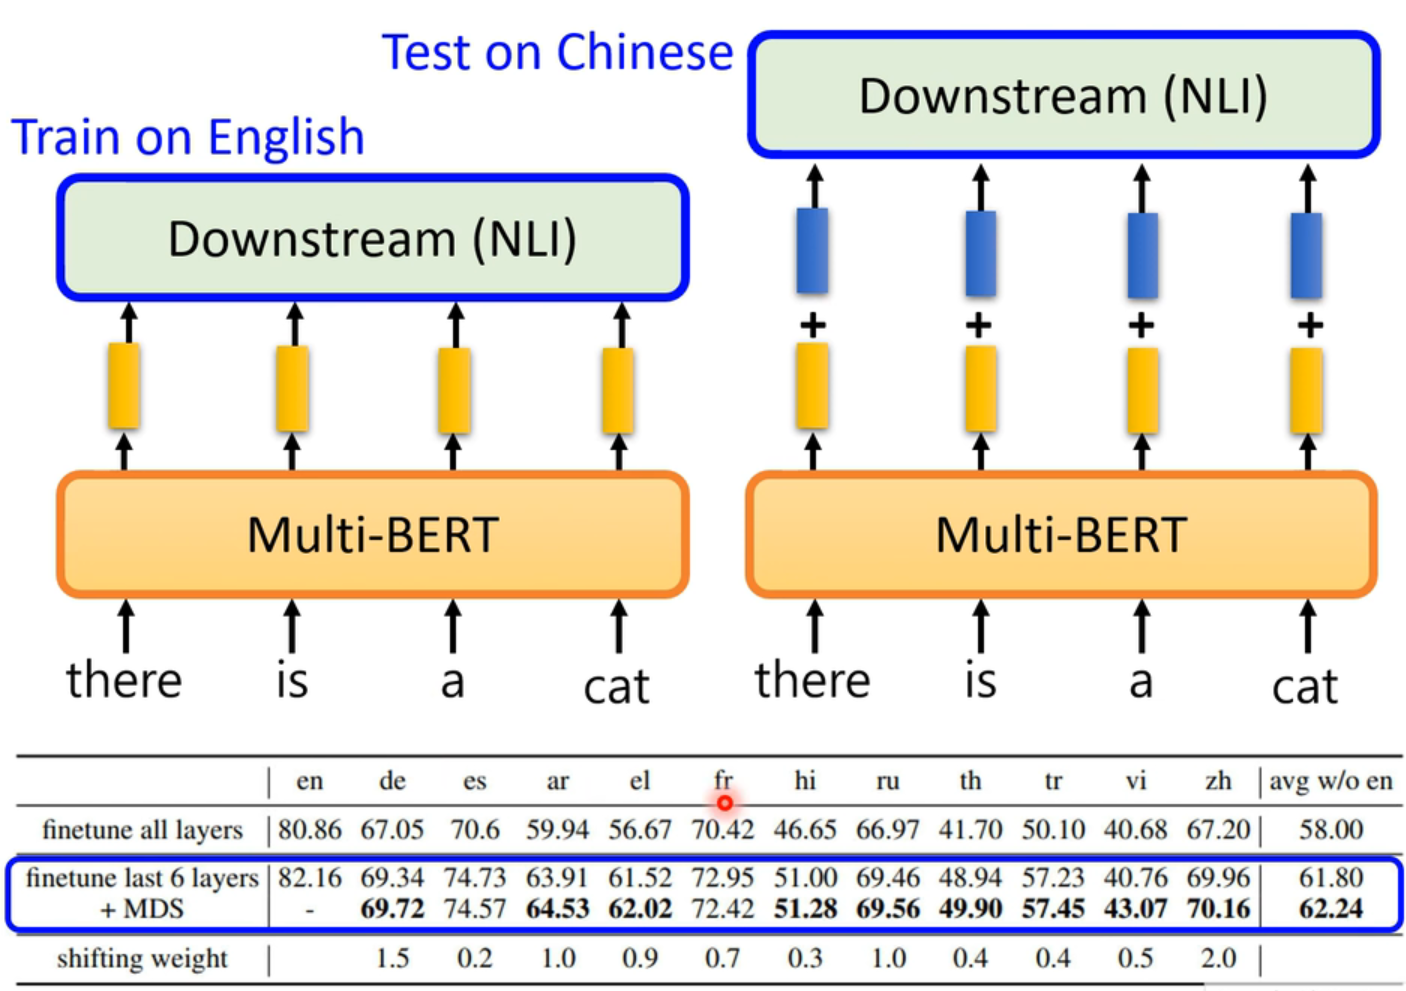 Test on Chinese
Downstream (NLI)
Train on English
Downstream (NLI)
+ + + +
Multi-BERT Multi-BERT
there is a cat there is a cat
en de es ar el fr hi ru th tr vi zh avg w/o en
finetune all layers 80.86 67.05 70.6 59.94 56.67 70.42 46.65 66.97 41.70 50.10 40.68 67.20 58.00
finetune last 6 layers 82.16 69.34 74.73 63.91 61.52 72.95 51.00 69.46 48.94 57.23 40.76 69.96 61.80
+ MDS - 69.72 74.57 64.53 62.02 72.42 51.28 69.56 49.90 57.45 43.07 70.16 62.24
shifting weight 1.5 0.2 1.0 0.9 0.7 0.3 1.0 0.4 0.4 0.5 2.0